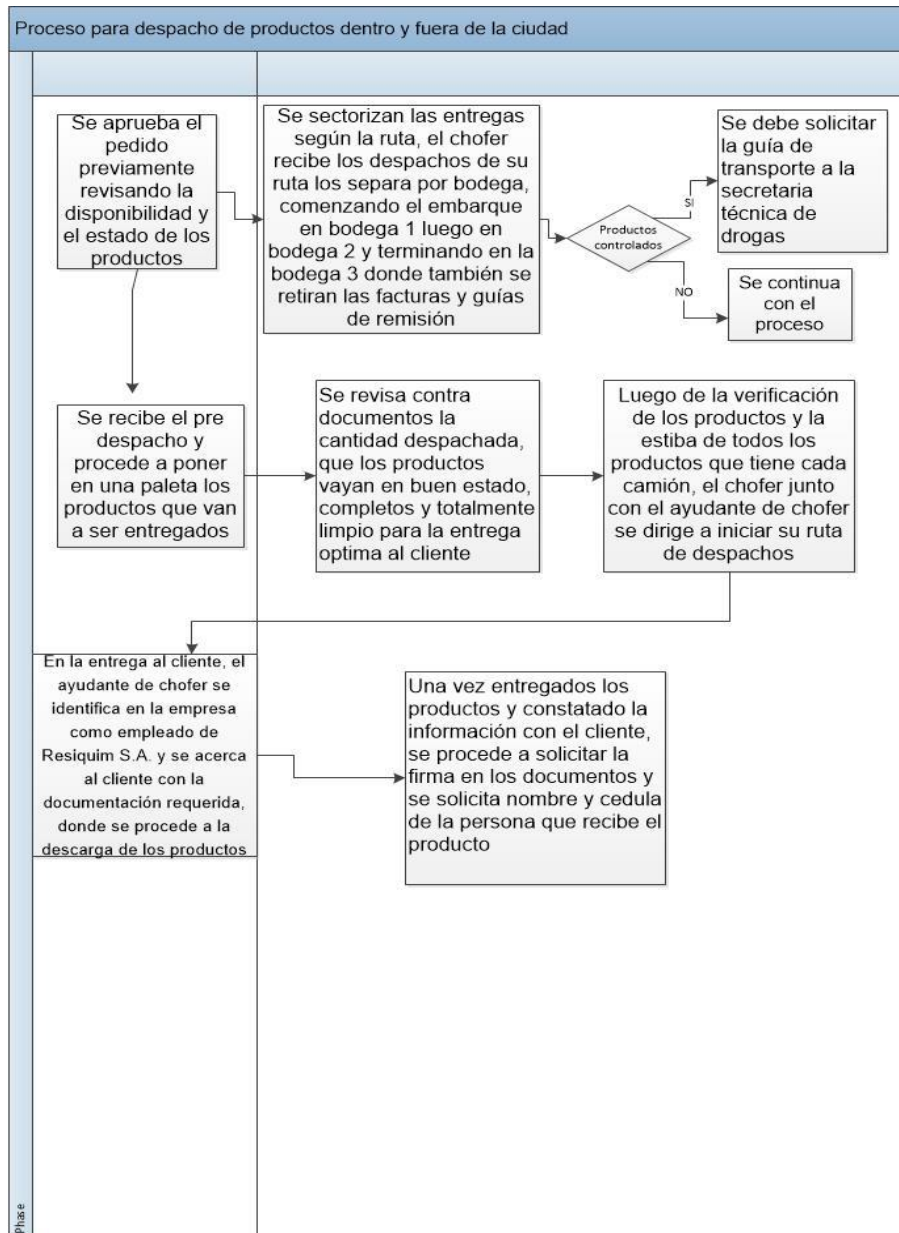 Proceso para despacho de productos dentro y fuera de la ciudad
Se aprueba el
pedido
previamente
revisando la
disponibilidad y
el estado de los
productos
Se sectorizan las entregas
según la ruta, el chofer
recibe los despachos de su
ruta los separa por bodega,
comenzando el embarque
en bodega 1 luego en
bodega 2 y terminando en la
bodega 3 donde también se
retiran las facturas y guías
de remisión
Productos
controlados
SI
NO
Se debe solicitar
la guía de
transporte a la
secretaria
técnica de
drogas
Se continua
con el
proceso
Se recibe el pre
despacho y
procede a poner
en una paleta los
productos que van
a ser entregados
Se revisa contra
documentos la
cantidad despachada,
que los productos
vayan en buen estado,
completos y totalmente
limpio para la entrega
optima al cliente
Luego de la verificación
de los productos y la
estiba de todos los
productos que tiene cada
camión, el chofer junto
con el ayudante de chofer
se dirige a iniciar su ruta
de despachos
En la entrega al cliente, el
ayudante de chofer se
identifica en la empresa
como empleado de
Resiquim S.A. y se acerca
al cliente con la
documentación requerida,
donde se procede a la
descarga de los productos
Una vez entregados los
productos y constatado la
información con el cliente,
se procede a solicitar la
firma en los documentos y
se solicita nombre y cedula
de la persona que recibe el
producto
Phase